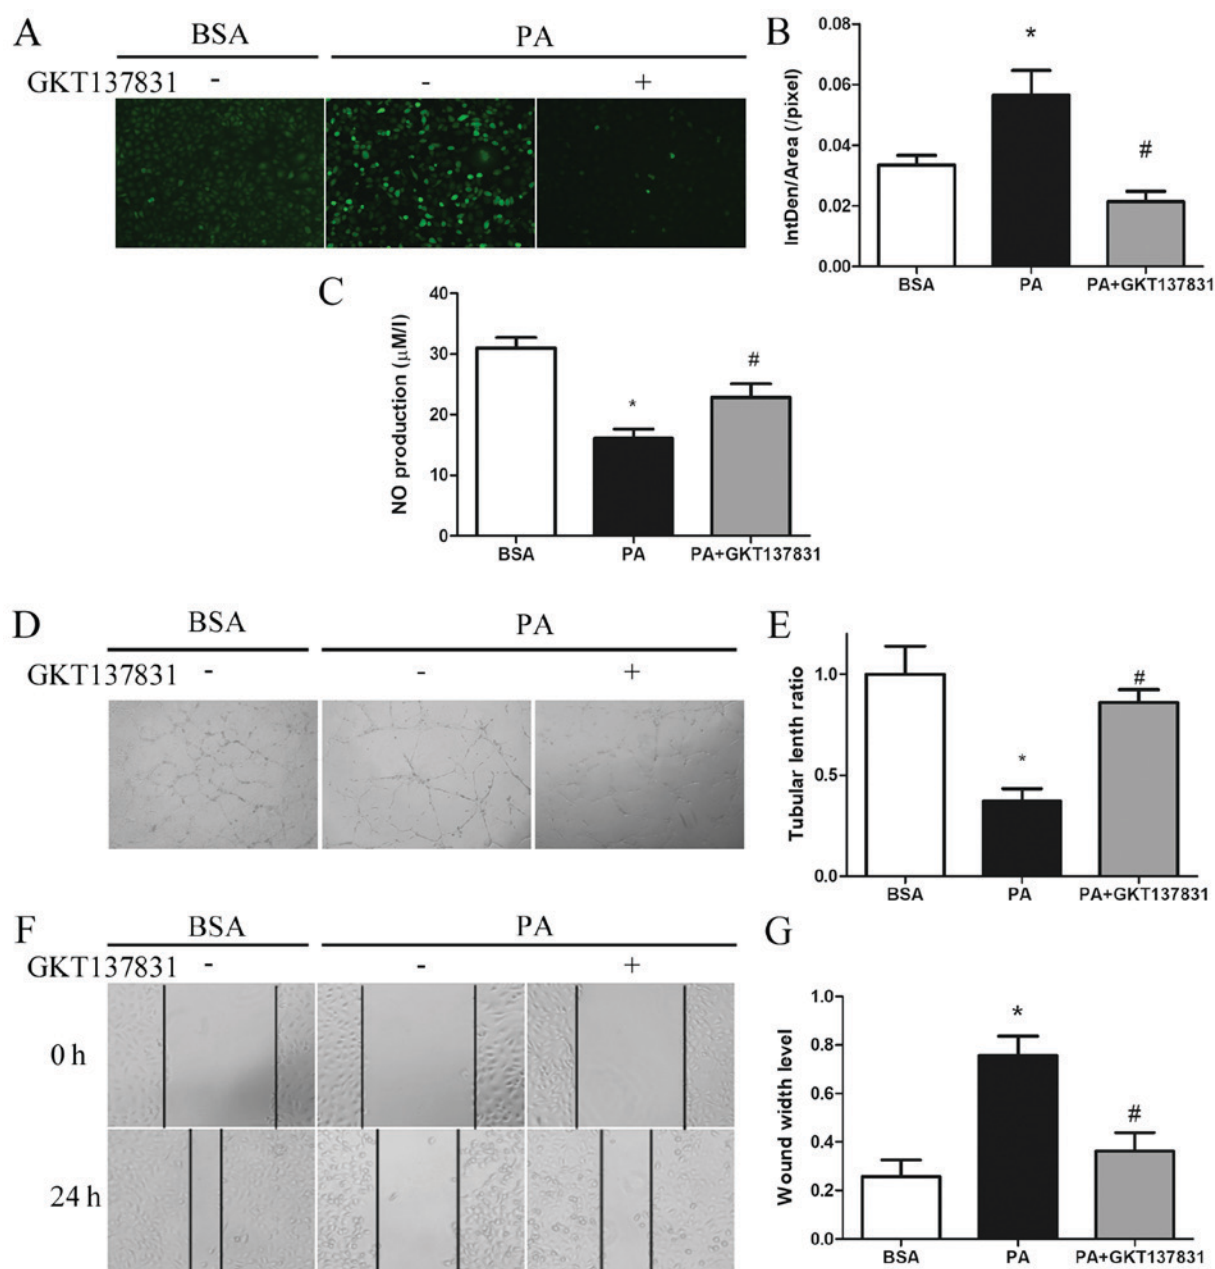 A
BSA
PA
GKT137831
-
-
+
B
IntDen/Area (/pixel)
0.08
0.06
0.04
0.02
0.00
*
#
BSA
PA
PA+GKT137831
C
NO production (μM/l)
40
30
20
10
0
*
#
BSA
PA
PA+GKT137831
D
BSA
PA
GKT137831
-
-
+
E
Tubular lenth ratio
1.0
0.5
0.0
*
#
BSA
PA
PA+GKT137831
F
BSA
PA
GKT137831
-
-
+
0 h
24 h
G
Wound width level
1.0
0.8
0.6
0.4
0.2
0.0
*
#
BSA
PA
PA+GKT137831